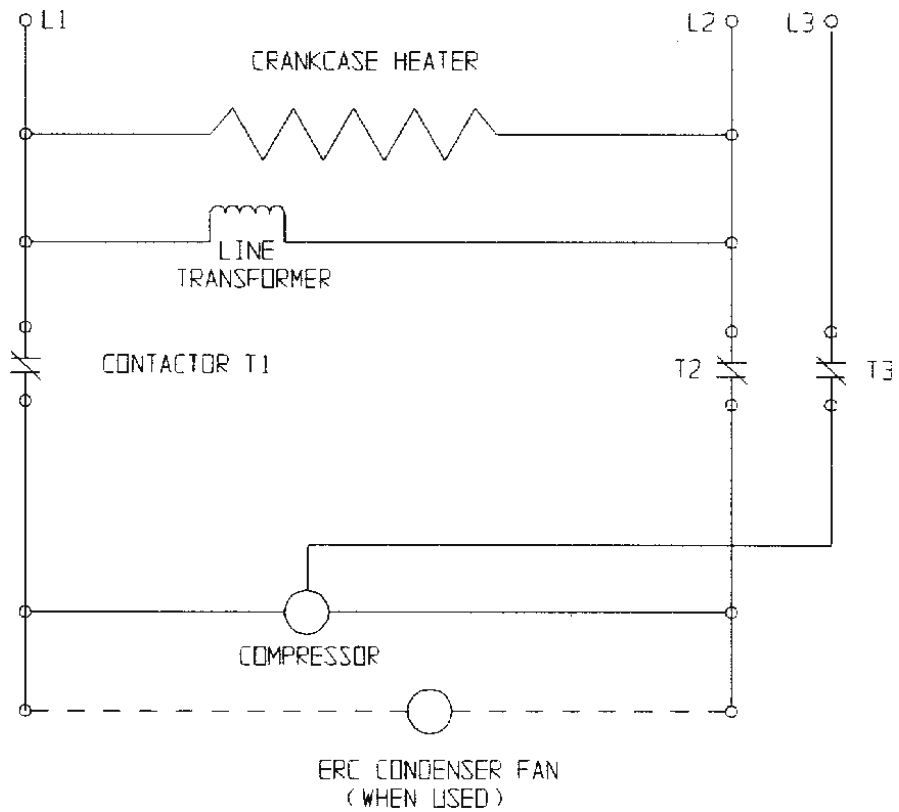 L1
L2
L3
CRANKCASE HEATER
LINE
TRANSFORMER
CONTACTOR T1
T2
T3
COMPRESSOR
ERC CONDENSER FAN
(WHEN USED)